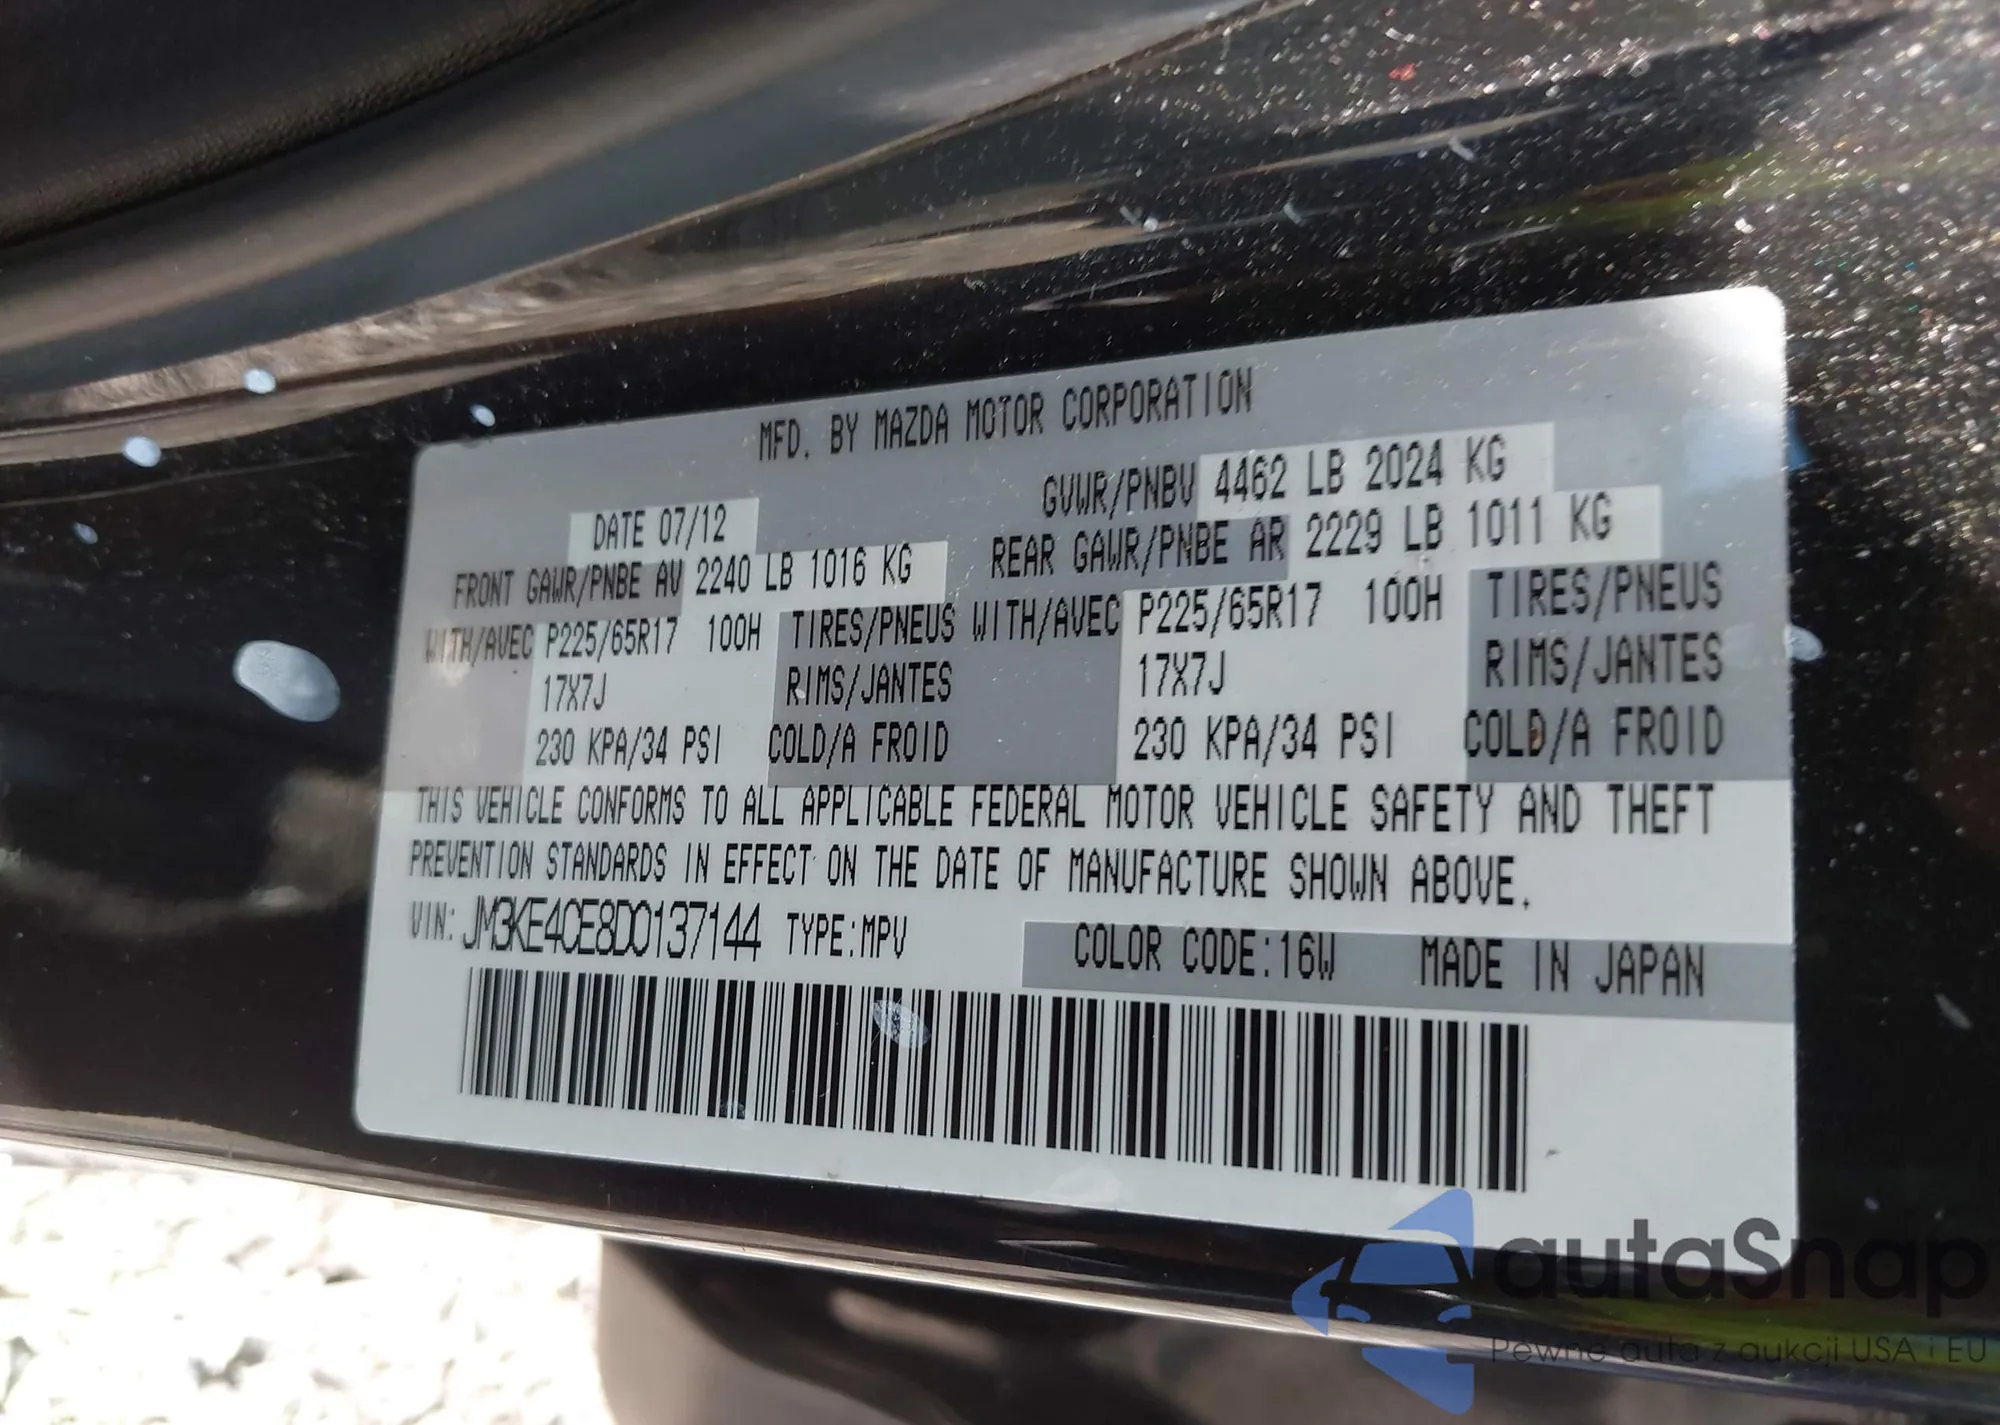 MFD. BY MAZDA MOTOR CORPORATION
DATE 07/12 GVWR/PNBV 4462 LB 2024 KG
FRONT GAWR/PNBE AV 2240 LB 1016 KG REAR GAWR/PNBE AR 2229 LB 1011 KG
WITH/AVEC P225/65R17 100H TIRES/PNEUS WITH/AVEC P225/65R17 100H TIRES/PNEUS
17X7J RIMS/JANTES 17X7J RIMS/JANTES
230 KPA/34 PSI COLD/A FROID 230 KPA/34 PSI COLD/A FROID
THIS VEHICLE CONFORMS TO ALL APPLICABLE FEDERAL MOTOR VEHICLE SAFETY AND THEFT
PREVENTION STANDARDS IN EFFECT ON THE DATE OF MANUFACTURE SHOWN ABOVE.
VIN: JM3KE4CE8D0137144 TYPE:MPV COLOR CODE:16W MADE IN JAPAN
autaSnap
Pewne auta z aukcji USA i EU